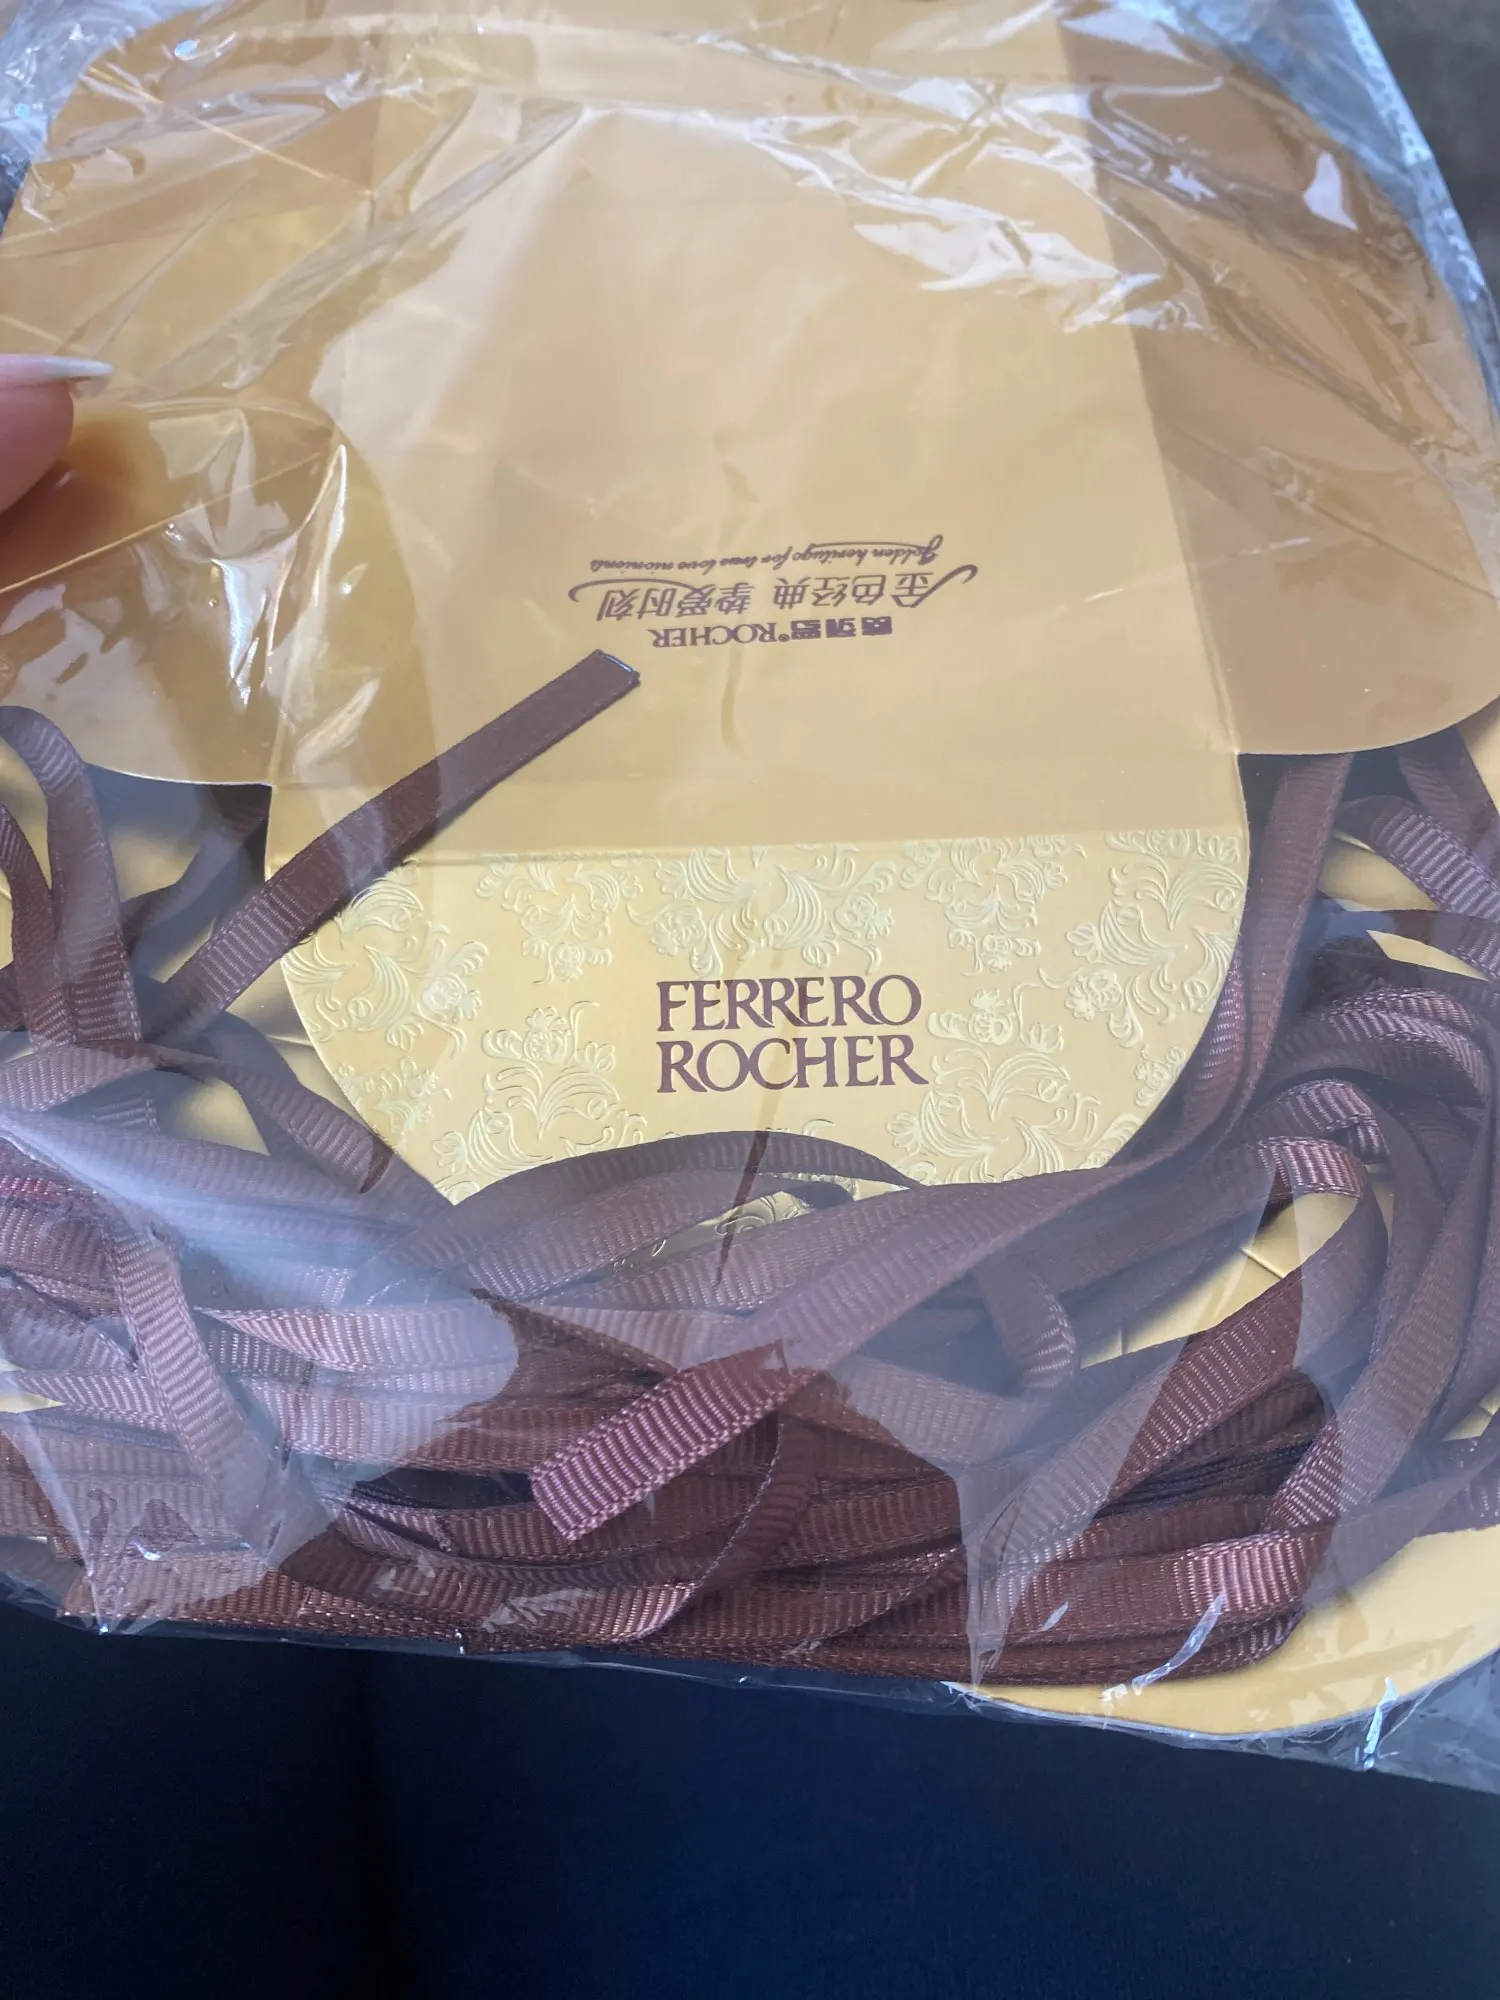 FERRERO
ROCHER
费列罗®ROCHER
金色经典 挚爱时刻
golden heritage for true love moments